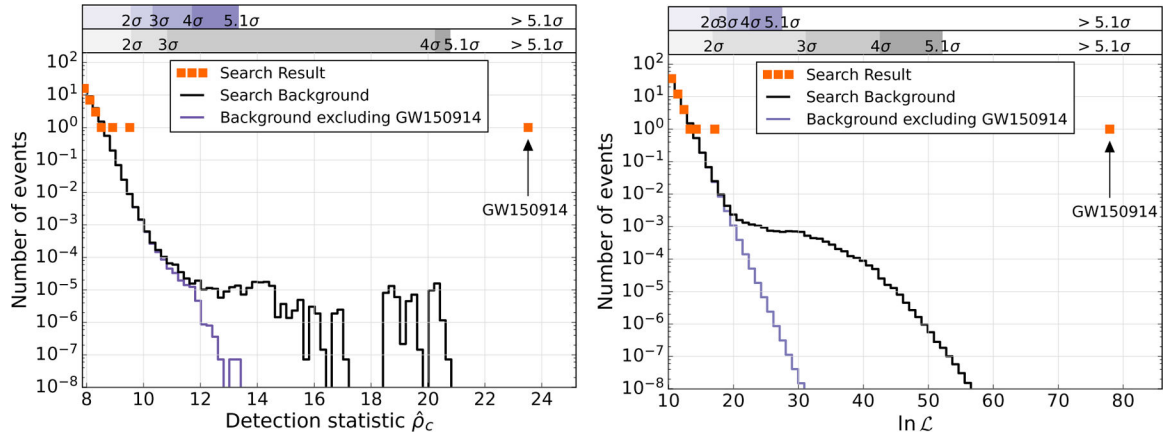 2σ 3σ 4σ 5.1σ > 5.1σ
2σ 3σ 4σ 5.1σ > 5.1σ
10²
10¹
10⁰
10⁻¹
10⁻²
10⁻³
10⁻⁴
10⁻⁵
10⁻⁶
10⁻⁷
10⁻⁸
Number of events
Search Result
Search Background
Background excluding GW150914
GW150914
8 10 12 14 16 18 20 22 24
Detection statistic ρ̂c
2σ 3σ 4σ 5.1σ > 5.1σ
2σ 3σ 4σ 5.1σ > 5.1σ
10²
10¹
10⁰
10⁻¹
10⁻²
10⁻³
10⁻⁴
10⁻⁵
10⁻⁶
10⁻⁷
10⁻⁸
Number of events
Search Result
Search Background
Background excluding GW150914
GW150914
10 20 30 40 50 60 70 80
ln ℒ